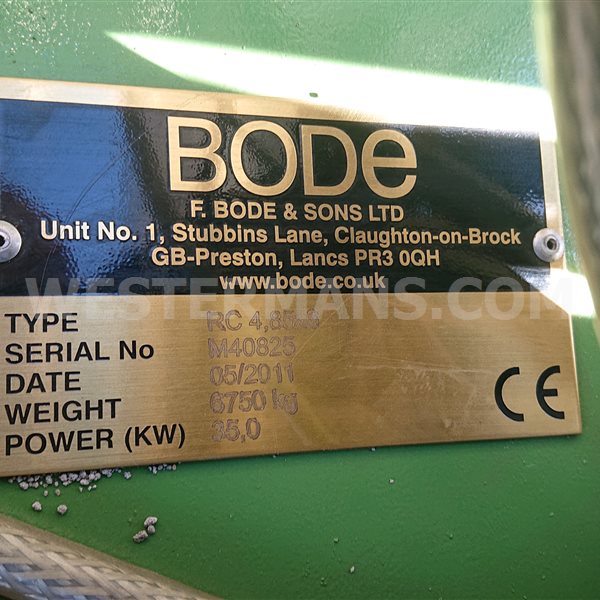 BODe
F. BODE & SONS LTD
Unit No. 1, Stubbins Lane, Claughton-on-Brock
GB-Preston, Lancs PR3 0QH
www.bode.co.uk
WESTERMANS.COM
TYPE RC
SERIAL No M40825
DATE 05/2011
WEIGHT 6750 kg
POWER (KW) 35,0
CE